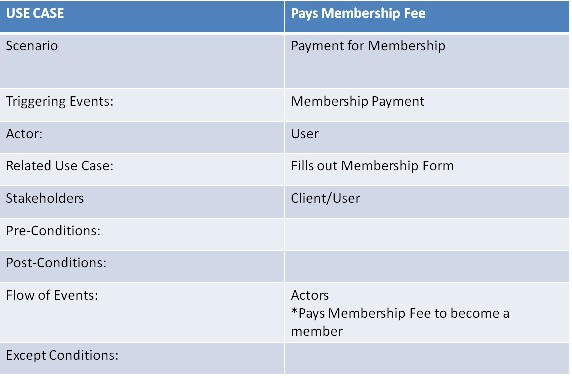 USE CASE Pays Membership Fee
Scenario Payment for Membership
Triggering Events: Membership Payment
Actor: User
Related Use Case: Fills out Membership Form
Stakeholders Client/User
Pre-Conditions:
Post-Conditions:
Flow of Events: Actors
*Pays Membership Fee to become a
member
Except Conditions: